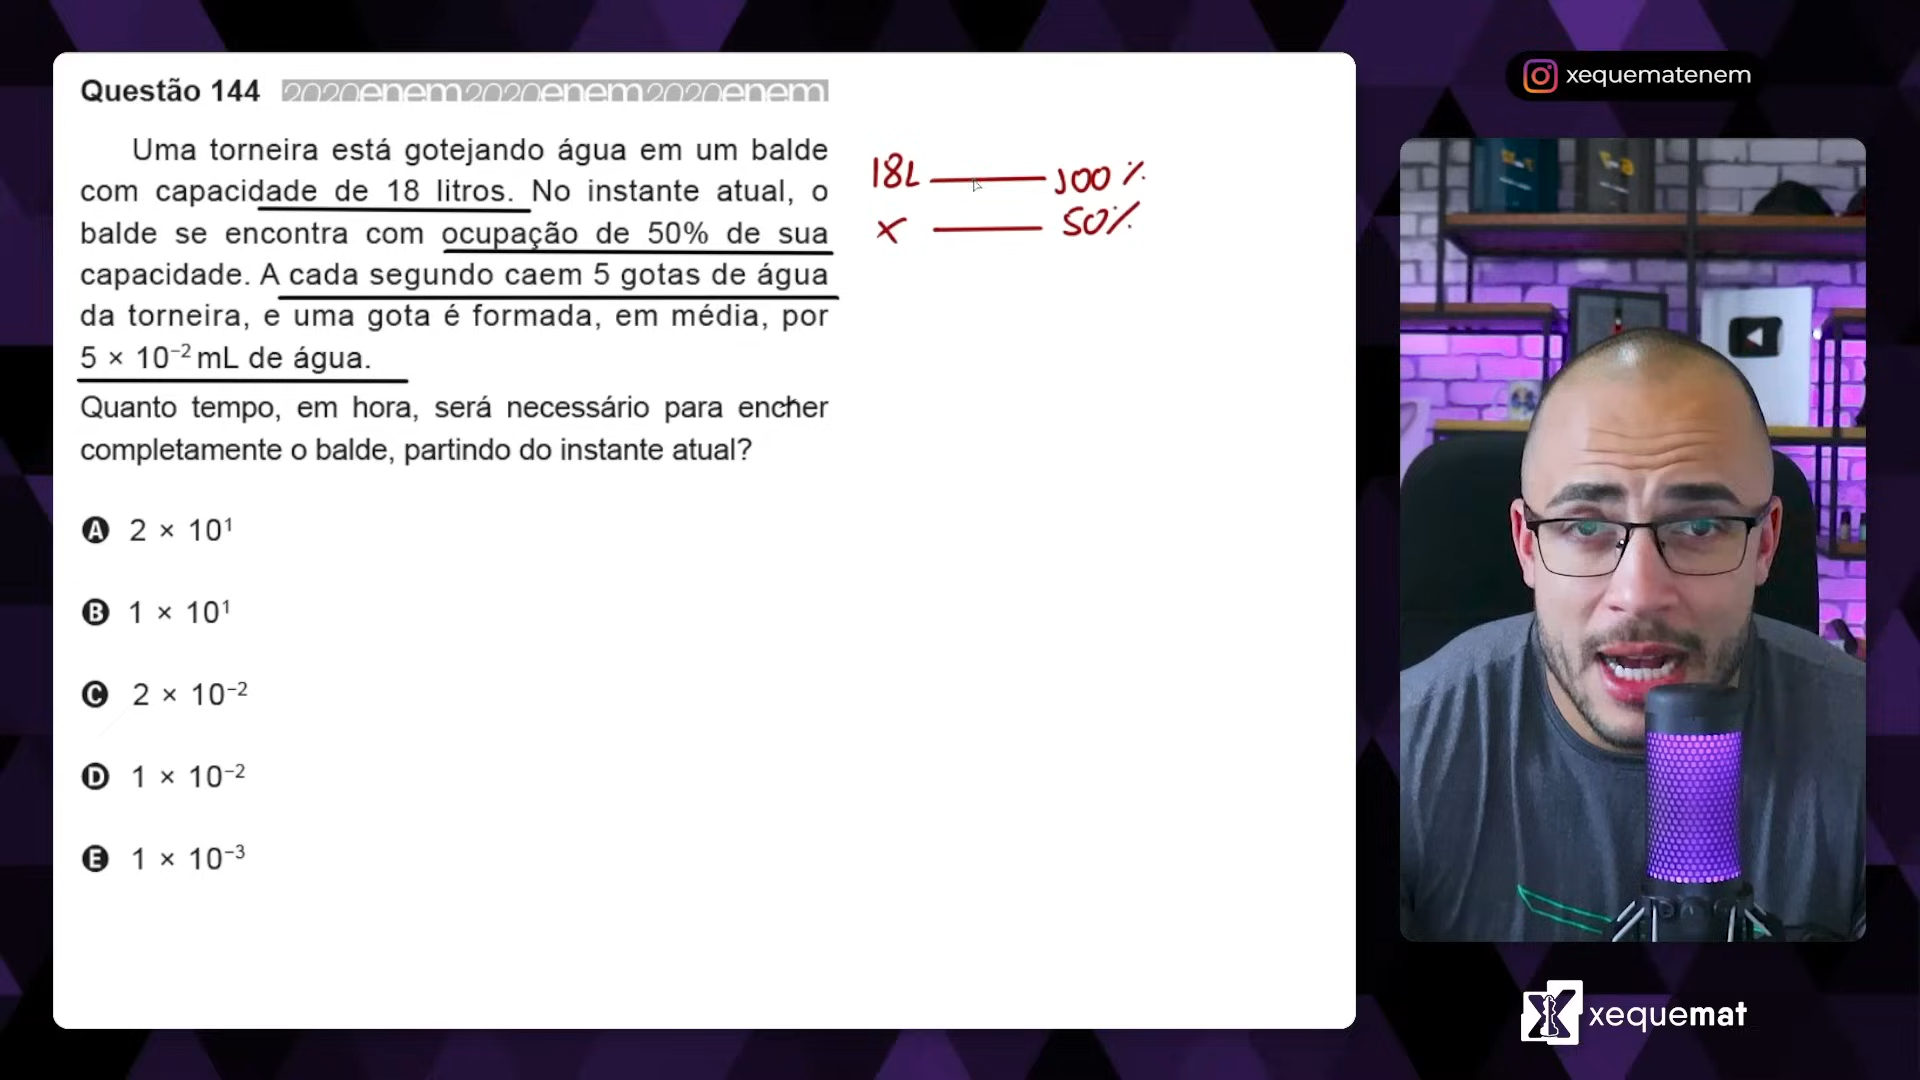 Questão 144 2020enem2020enem2020enem
Uma torneira está gotejando água em um balde
com capacidade de 18 litros. No instante atual, o
balde se encontra com ocupação de 50% de sua
capacidade. A cada segundo caem 5 gotas de água
da torneira, e uma gota é formada, em média, por
5 × 10⁻² mL de água.
Quanto tempo, em hora, será necessário para encher
completamente o balde, partindo do instante atual?
A 2 × 10¹
B 1 × 10¹
C 2 × 10⁻²
D 1 × 10⁻²
E 1 × 10⁻³
18L — 100%
x — 50%
xequematenem
xequemat